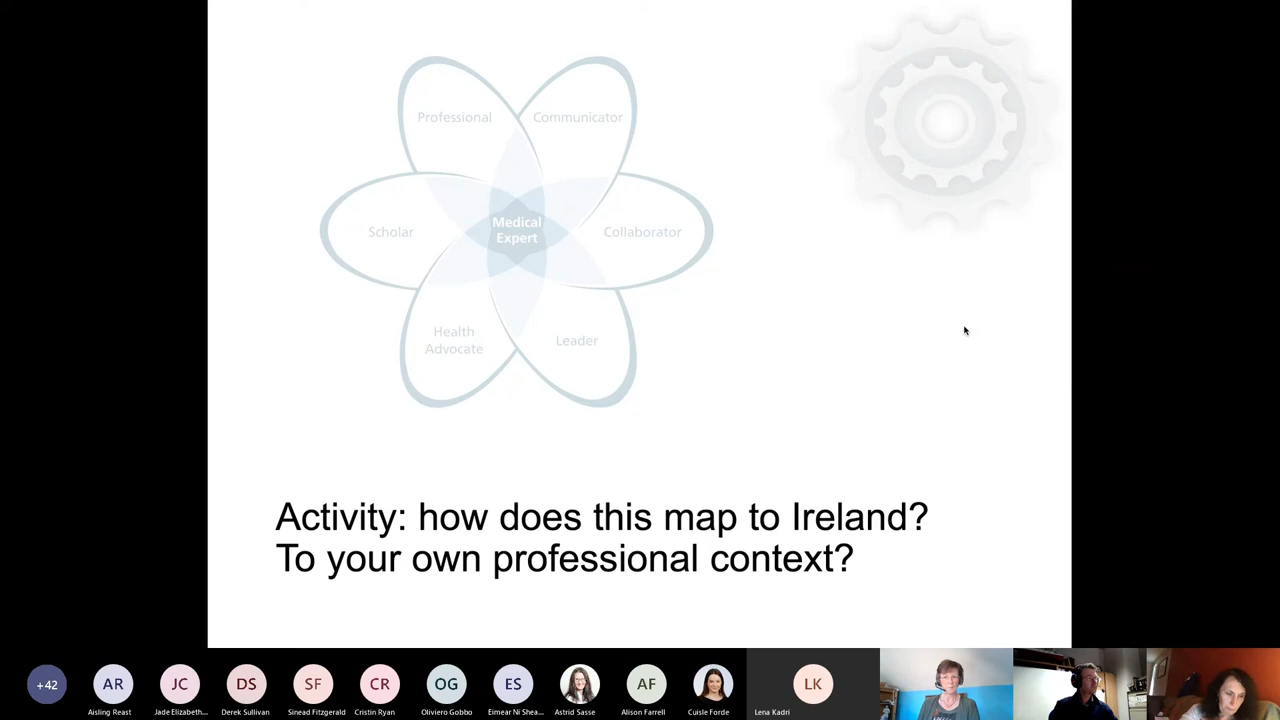 Professional
Communicator
Scholar
Medical
Expert
Collaborator
Health
Advocate
Leader
Activity: how does this map to Ireland?
To your own professional context?
+42
AR
JC
DS
SF
CR
OG
ES
AF
LK
Aisling Reast
Jade Elizabeth...
Derek Sullivan
Sinead Fitzgerald
Cristin Ryan
Oliviero Gobbo
Eimear Ni Shea...
Astrid Sasse
Alison Farrell
Cuisle Forde
Lena Kadri